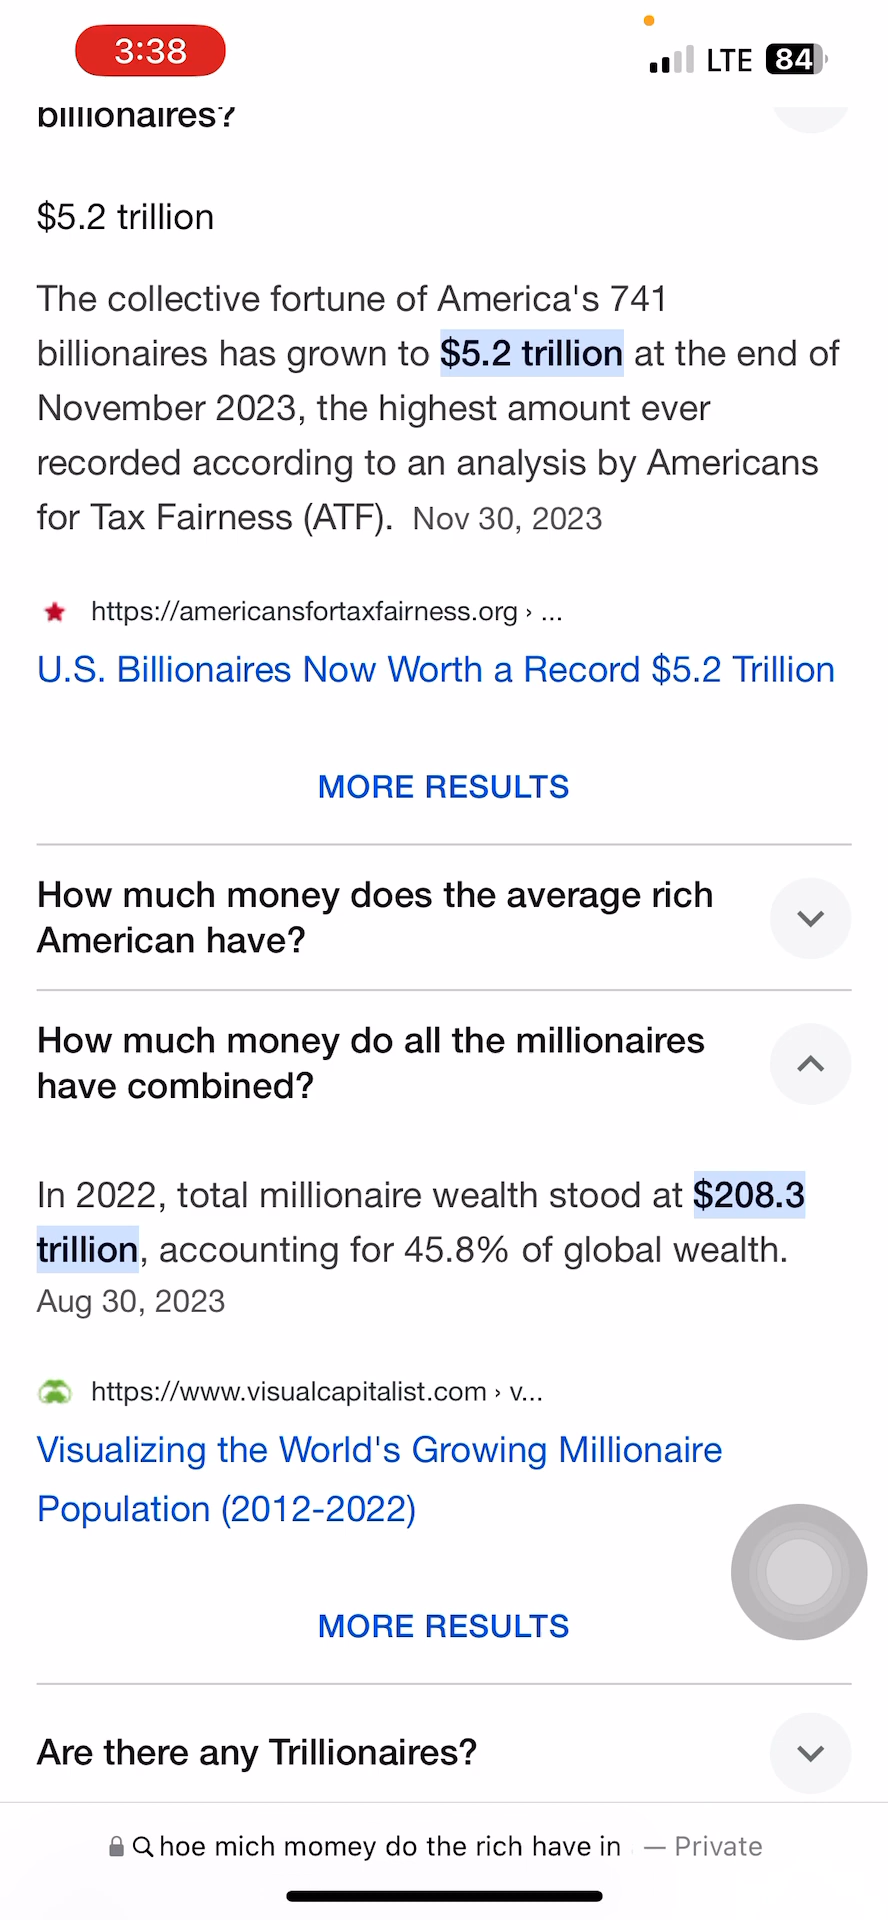 3:38
LTE 84
billionaires?
$5.2 trillion
The collective fortune of America's 741
billionaires has grown to $5.2 trillion at the end of
November 2023, the highest amount ever
recorded according to an analysis by Americans
for Tax Fairness (ATF). Nov 30, 2023
https://americansfortaxfairness.org › ...
U.S. Billionaires Now Worth a Record $5.2 Trillion
MORE RESULTS
How much money does the average rich
American have?
How much money do all the millionaires
have combined?
In 2022, total millionaire wealth stood at $208.3
trillion, accounting for 45.8% of global wealth.
Aug 30, 2023
https://www.visualcapitalist.com › v...
Visualizing the World's Growing Millionaire
Population (2012-2022)
MORE RESULTS
Are there any Trillionaires?
hoe mich momey do the rich have in — Private